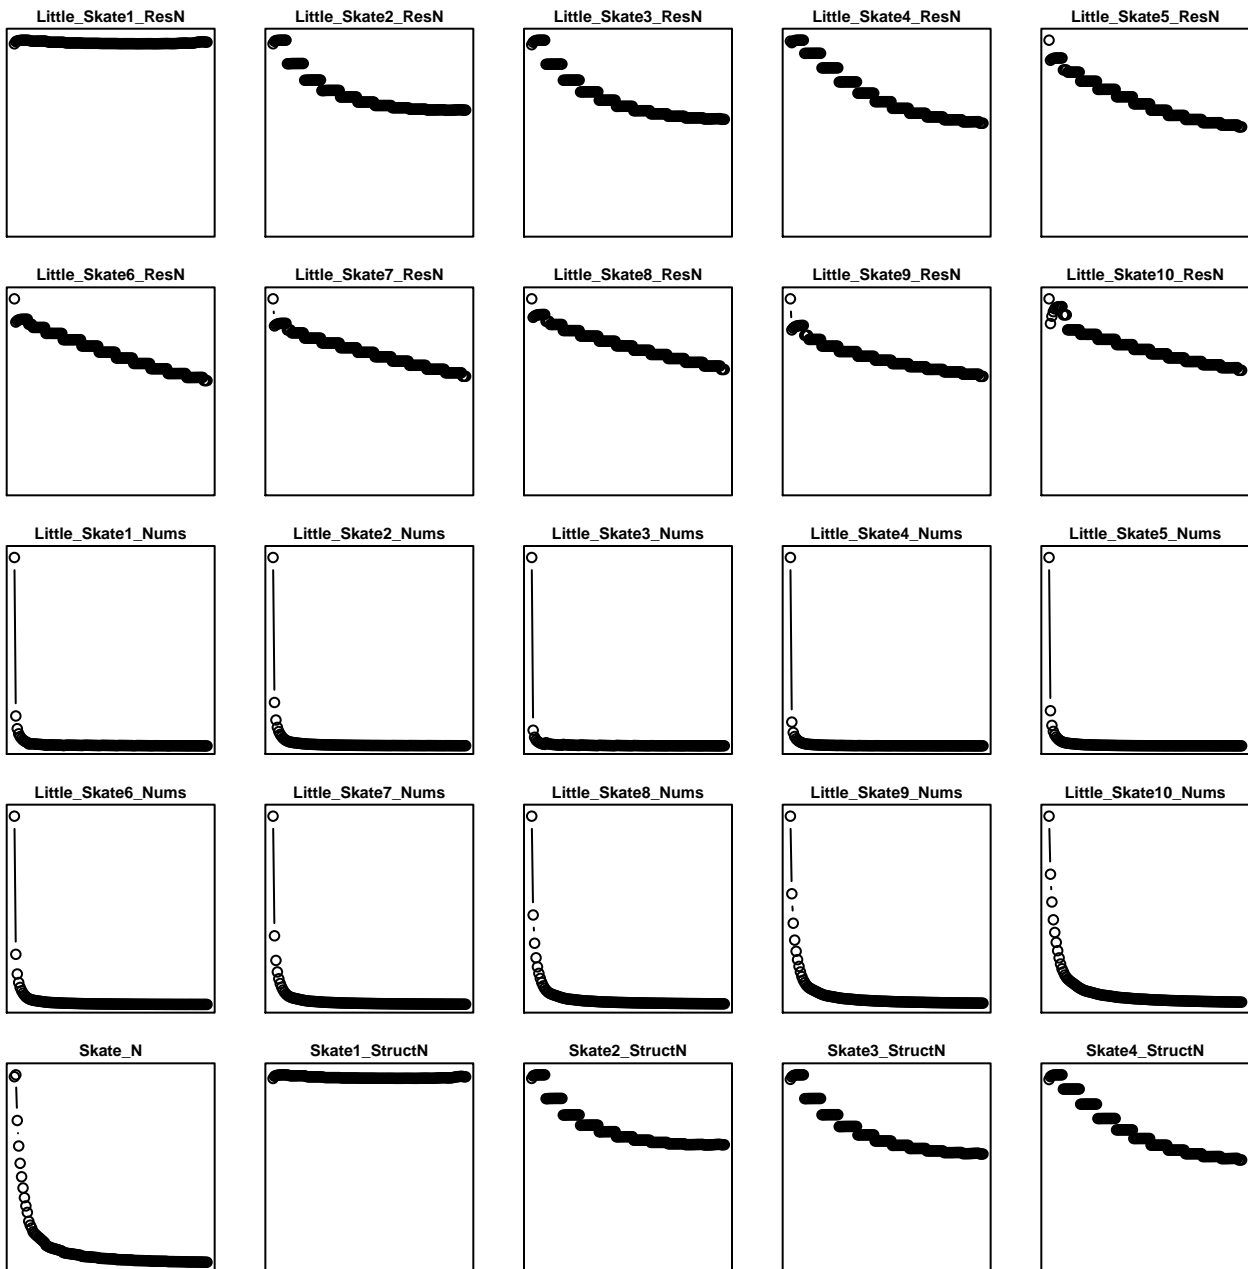 Little_Skate1_ResN Little_Skate2_ResN Little_Skate3_ResN Little_Skate4_ResN Little_Skate5_ResN
Little_Skate6_ResN Little_Skate7_ResN Little_Skate8_ResN Little_Skate9_ResN Little_Skate10_ResN
Little_Skate1_Nums Little_Skate2_Nums Little_Skate3_Nums Little_Skate4_Nums Little_Skate5_Nums
Little_Skate6_Nums Little_Skate7_Nums Little_Skate8_Nums Little_Skate9_Nums Little_Skate10_Nums
Skate_N Skate1_StructN Skate2_StructN Skate3_StructN Skate4_StructN